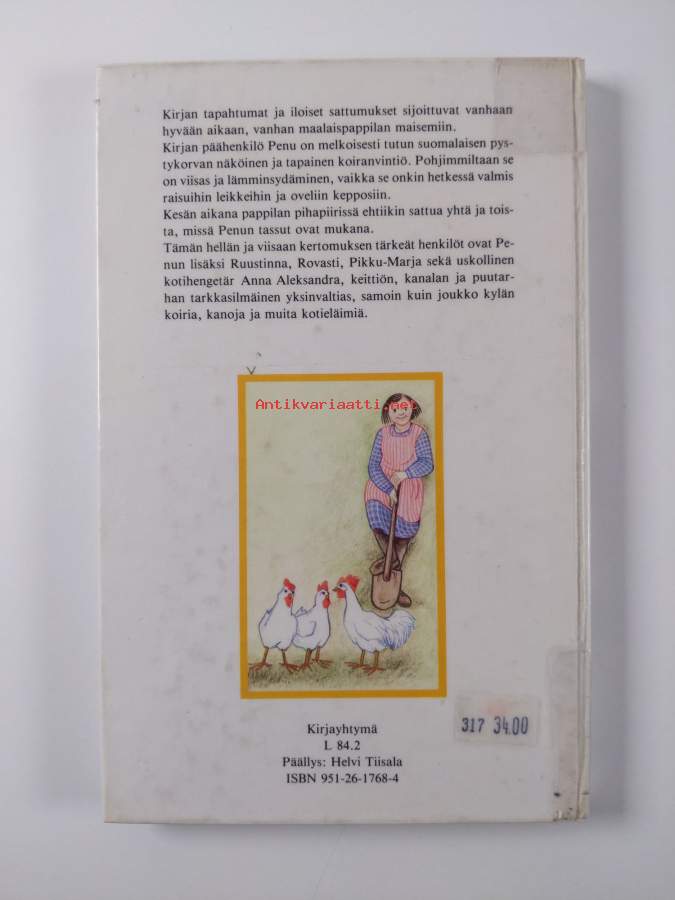 Kirjan tapahtumat ja iloiset sattumukset sijoittuvat vanhaan
hyvään aikaan, vanhan maalaispappilan maisemiin.
Kirjan päähenkilö Penu on melkoisesti tutun suomalaisen pys-
tykorvan näköinen ja tapainen koiranvintiö. Pohjimmiltaan se
on viisas ja lämminsydäminen, vaikka se onkin hetkessä valmis
raisuihin leikkeihin ja oveliin kepposiin.
Kesän aikana pappilan pihapiirissä ehtiikin sattua yhtä ja tois-
ta, missä Penun tassut ovat mukana.
Tämän hellän ja viisaan kertomuksen tärkeät henkilöt ovat Pe-
nun lisäksi Ruustinna, Rovasti, Pikku-Marja sekä uskollinen
kotihengetär Anna Aleksandra, keittiön, kanalan ja puutar-
han tarkkasilmäinen yksinvaltias, samoin kuin joukko kylän
koiria, kanoja ja muita kotieläimiä.
Antikvariaatti.net
317 34.00
Kirjayhtymä
L 84.2
Päällys: Helvi Tiisala
ISBN 951-26-1768-4